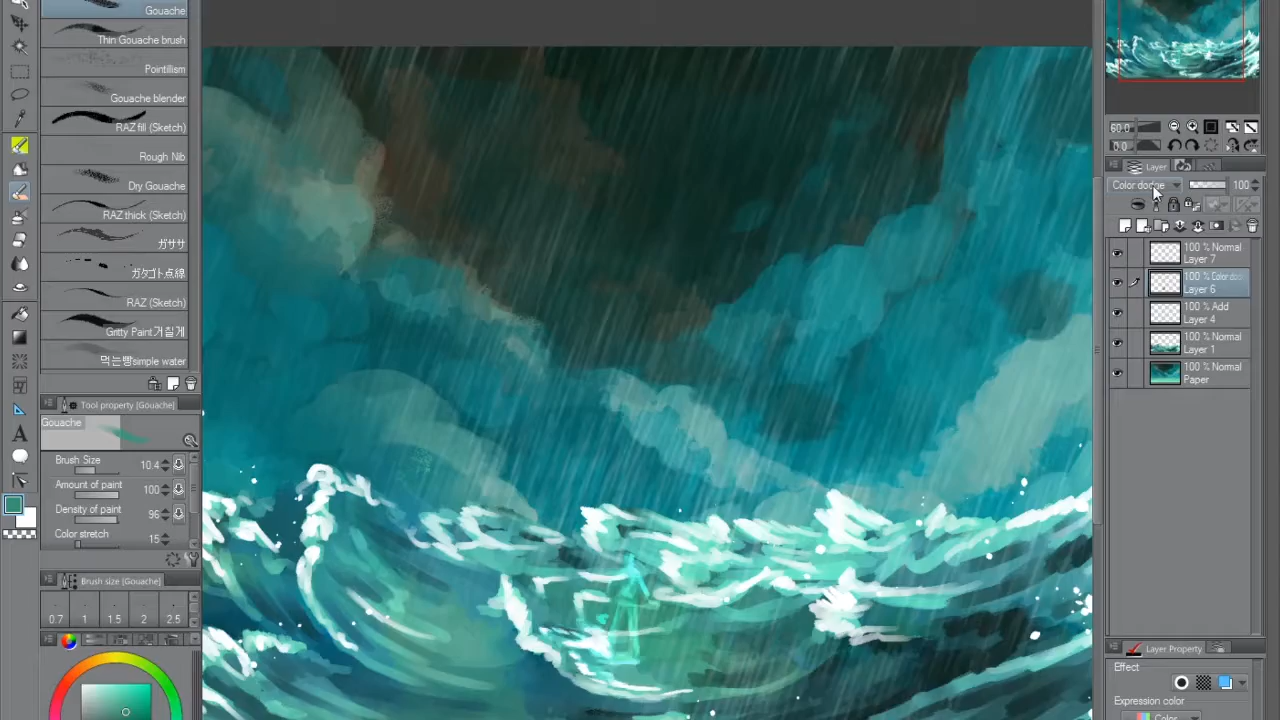 Gouache
Thin Gouache brush
Pointillism
Gouache blender
RAZ fill (Sketch)
Rough Nib
Dry Gouache
RAZ thick (Sketch)
ガササ
ガタゴト点線
RAZ (Sketch)
Gritty Paint거칠게
먹는빵simple water
Tool property [Gouache]
Gouache
Brush Size 10.4
Amount of paint 100
Density of paint 96
Color stretch 15
Brush size [Gouache]
0.7 1 1.5 2 2.5
60.0
0.0
Layer
Color dodge 100
100 % Normal
Layer 7
100 %
Layer 6
100 % Add
Layer 4
100 % Normal
Layer 1
100 % Normal
Paper
Layer Property
Effect
Expression color
Color